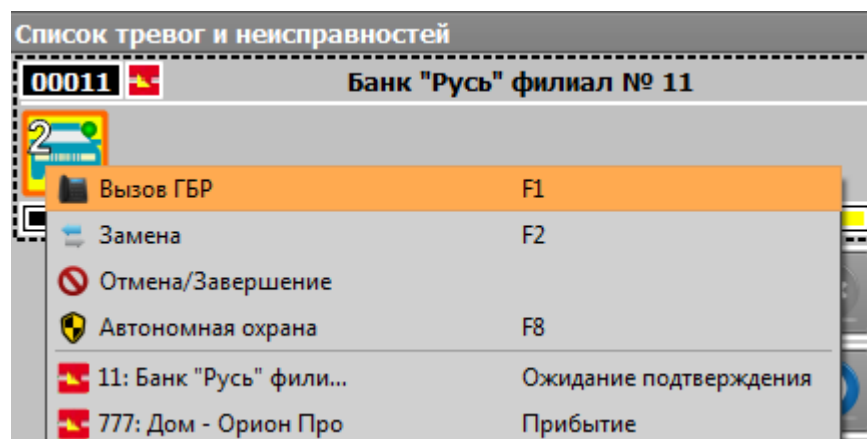 Список тревог и неисправностей
00011 Банк "Русь" филиал № 11
2
Вызов ГБР F1
Замена F2
Отмена/Завершение
Автономная охрана F8
11: Банк "Русь" фили... Ожидание подтверждения
777: Дом - Орион Про Прибытие